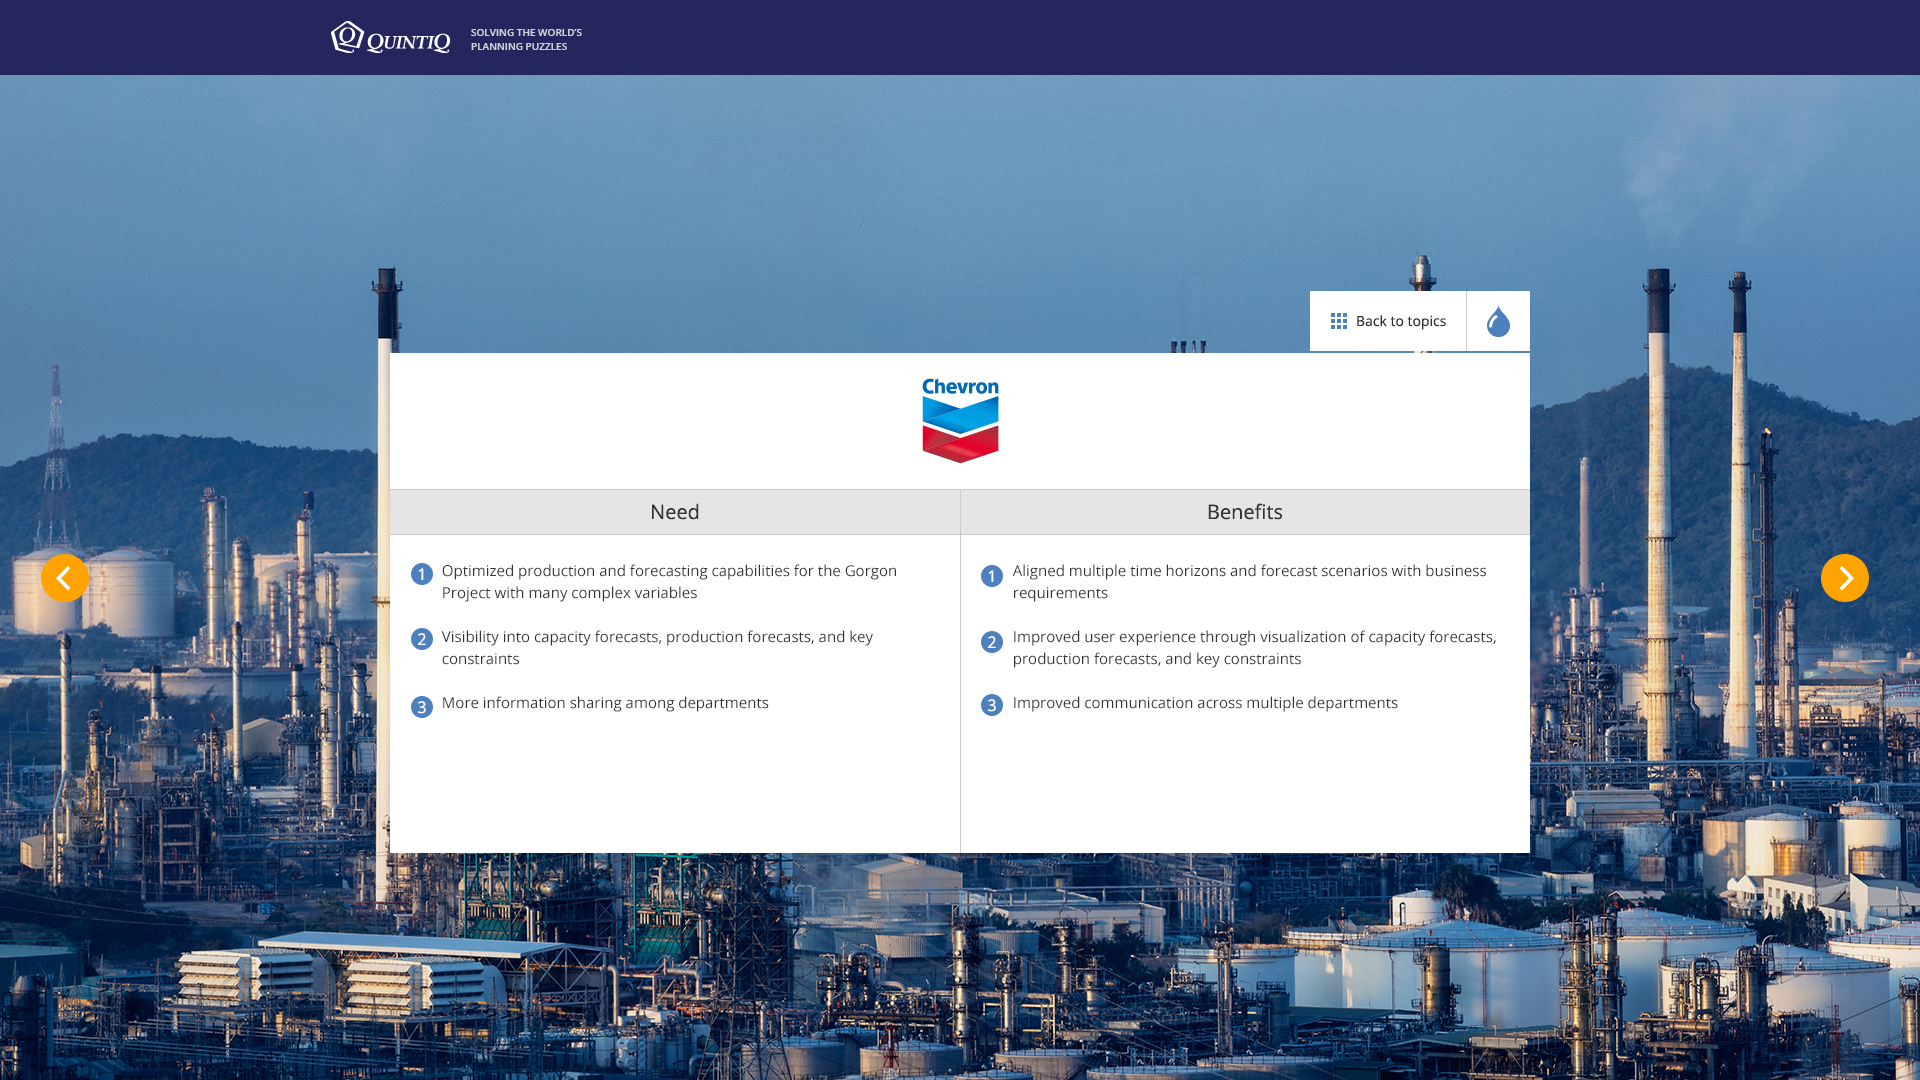 QUINTIQ
SOLVING THE WORLD'S
PLANNING PUZZLES
Back to topics
Chevron
Need
Benefits
1 Optimized production and forecasting capabilities for the Gorgon
Project with many complex variables
2 Visibility into capacity forecasts, production forecasts, and key
constraints
3 More information sharing among departments
1 Aligned multiple time horizons and forecast scenarios with business
requirements
2 Improved user experience through visualization of capacity forecasts,
production forecasts, and key constraints
3 Improved communication across multiple departments